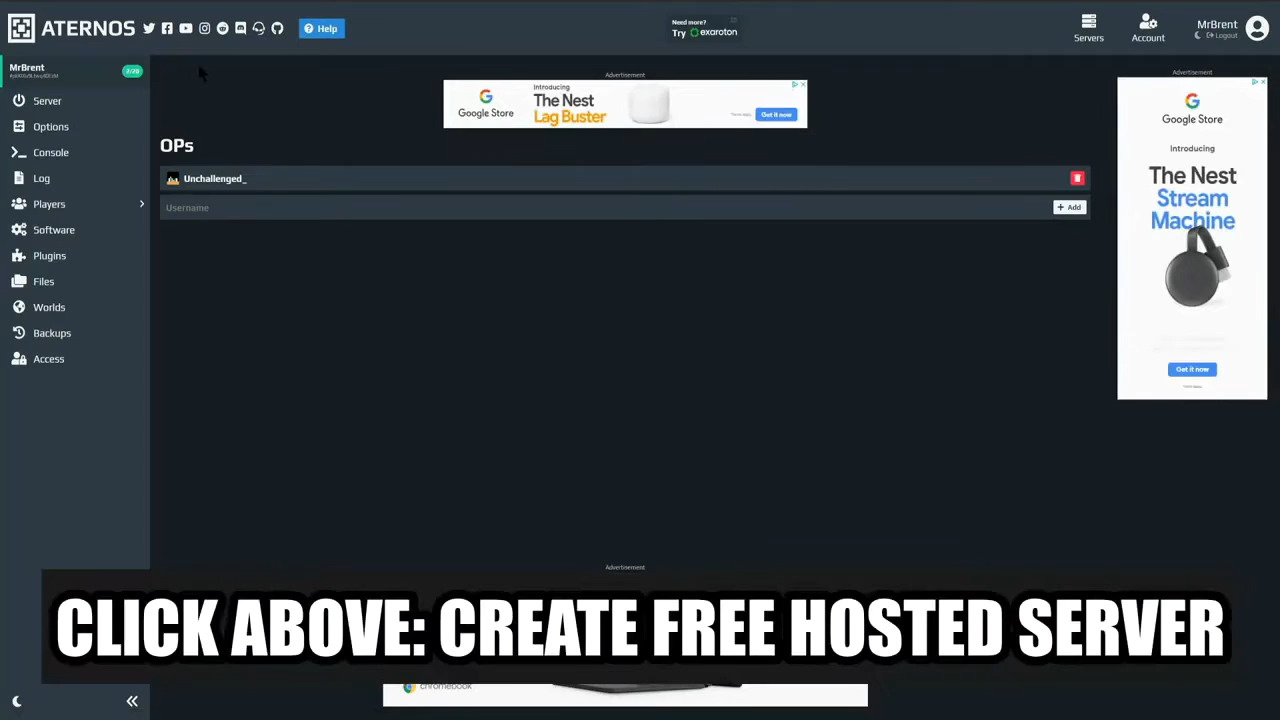 ATERNOS
Help
Need more?
Try exaroton
Servers
Account
MrBrent
Logout
MrBrent
Server
Options
Console
Log
Players
Software
Plugins
Files
Worlds
Backups
Access
Advertisement
Google Store
Introducing
The Nest
Lag Buster
Get it now
OPs
Unchallenged_
Username
+ Add
Advertisement
Google Store
Introducing
The Nest
Stream
Machine
Get it now
Advertisement
CLICK ABOVE: CREATE FREE HOSTED SERVER
chromebook